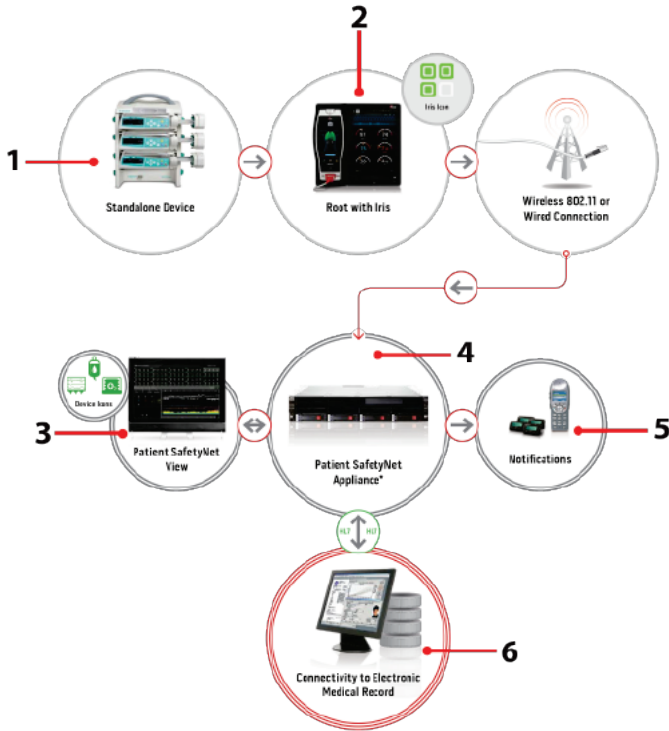 2
Iris Icon
1
Standalone Device
Root with Iris
Wireless 802.11 or
Wired Connection
4
Device Icons
3
5
Patient SafetyNet
View
Patient SafetyNet
Appliance*
Notifications
HL7 HL7
6
Connectivity to Electronic
Medical Record